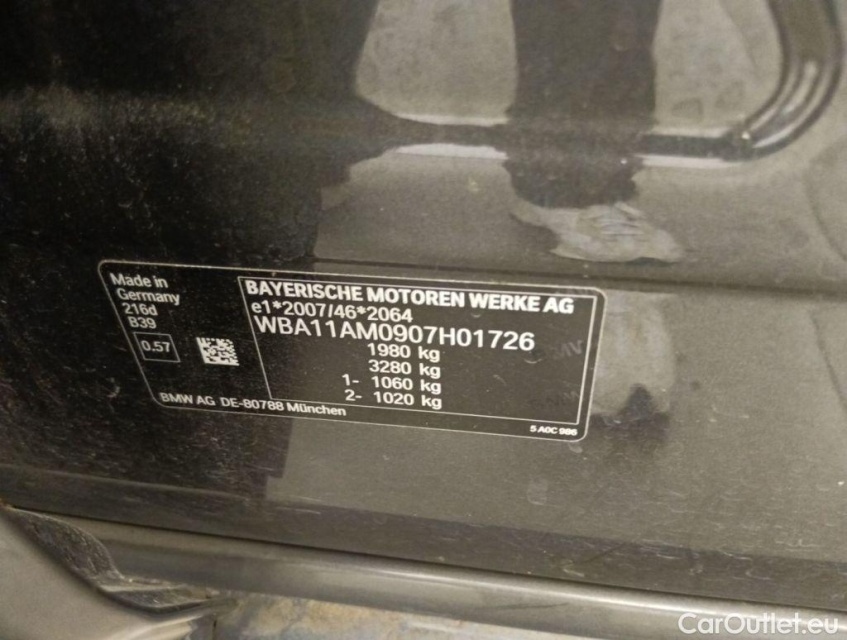 Made in
Germany
216d
B39
0.57
BAYERISCHE MOTOREN WERKE AG
e1*2007/46*2064
WBA11AM0907H01726
1980 kg
3280 kg
1- 1060 kg
2- 1020 kg
BMW AG DE-80788 München
5 A0C 986
CarOutlet.eu